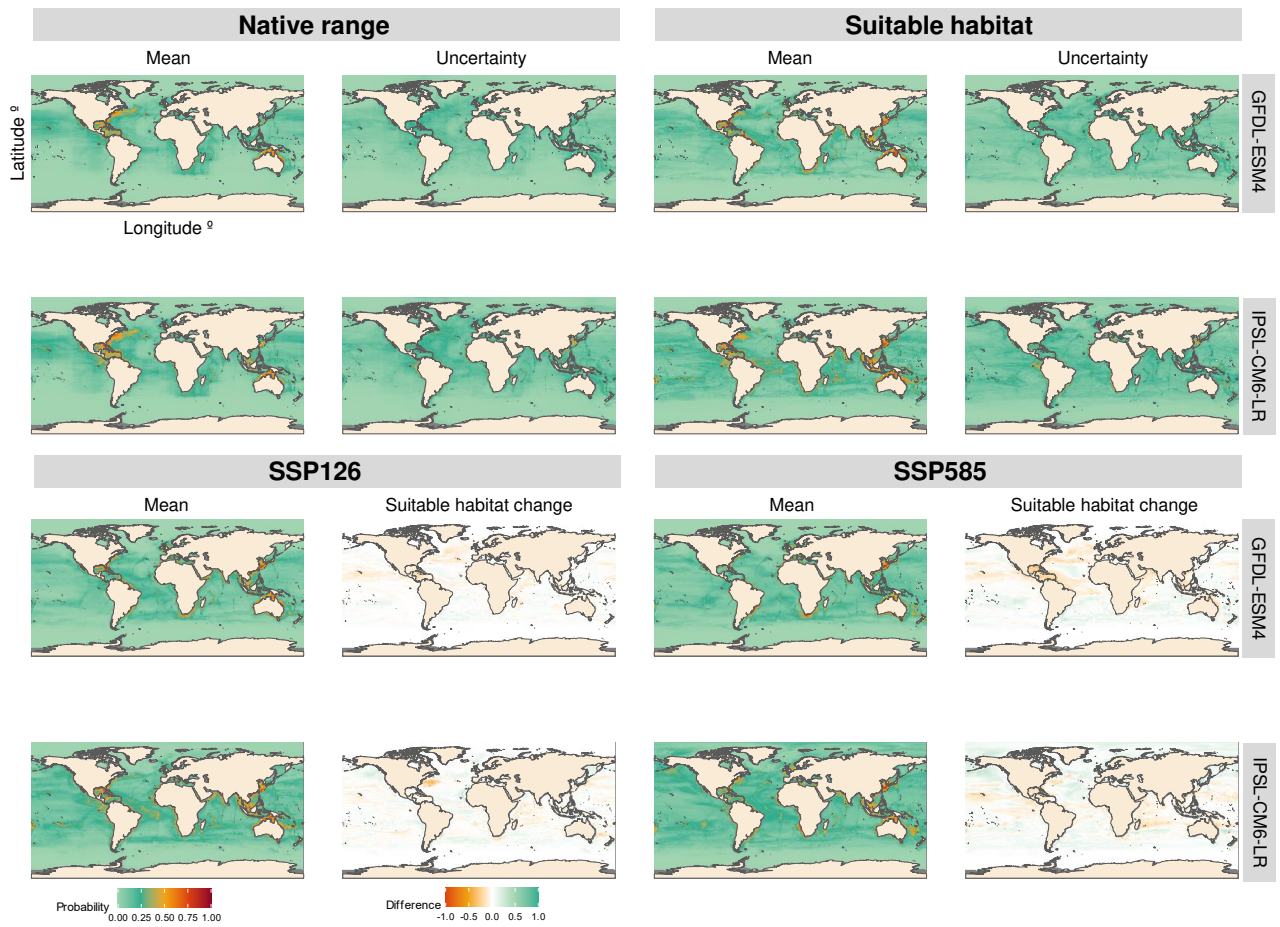 Native range
Suitable habitat
Mean
Uncertainty
Mean
Uncertainty
Latitude º
GFDL-ESM4
Longitude º
IPSL-CM6-LR
SSP126
SSP585
Mean
Suitable habitat change
Mean
Suitable habitat change
GFDL-ESM4
IPSL-CM6-LR
Probability
0.00 0.25 0.50 0.75 1.00
Difference
-1.0 -0.5 0.0 0.5 1.0